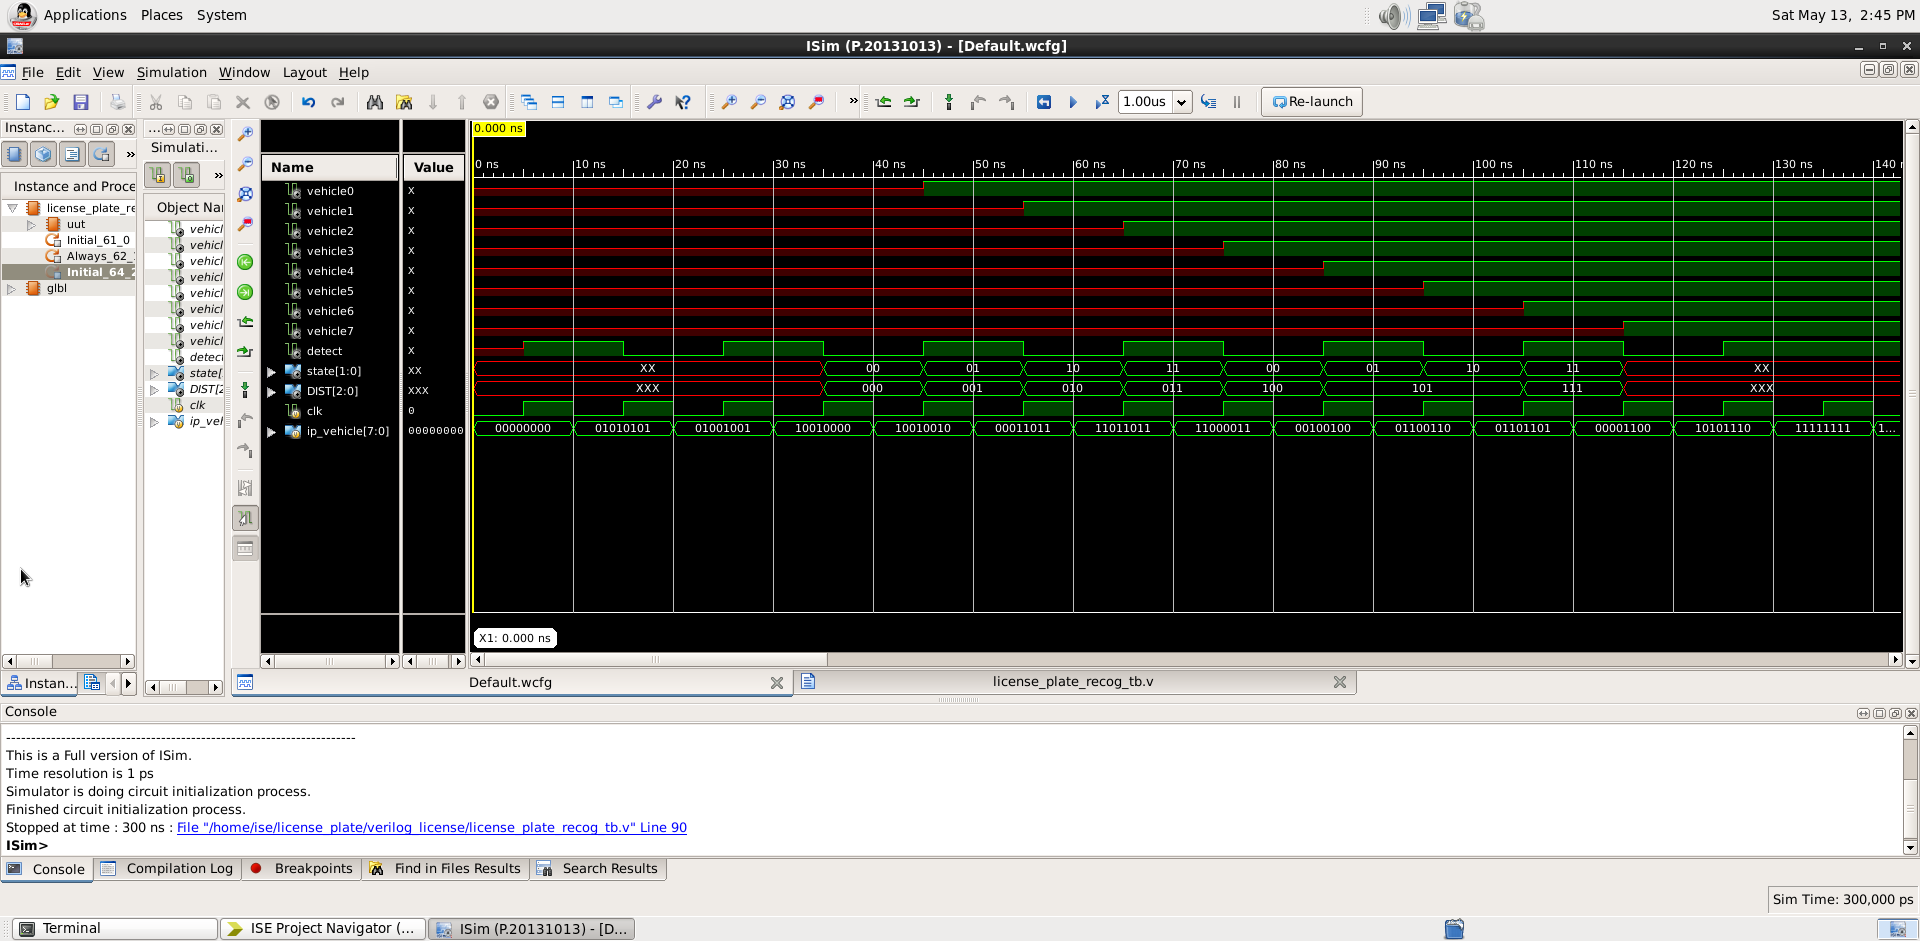 Applications Places System
Sat May 13, 2:45 PM
ISim (P.20131013) - [Default.wcfg]
File Edit View Simulation Window Layout Help
1.00us
Re-launch
Instanc...
Simulati...
Instance and Proce
license_plate_re
uut
Initial_61_0
Always_62_
Initial_64_2
glbl
Instan...
Object Nar
vehicl
vehicl
vehicl
vehicl
vehicl
vehicl
vehicl
vehicl
detect
state[
DIST[2
clk
ip_vel
Name Value
vehicle0 X
vehicle1 X
vehicle2 X
vehicle3 X
vehicle4 X
vehicle5 X
vehicle6 X
vehicle7 X
detect X
state[1:0] XX
DIST[2:0] XXX
clk 0
ip_vehicle[7:0] 00000000
0.000 ns
0 ns 10 ns 20 ns 30 ns 40 ns 50 ns 60 ns 70 ns 80 ns 90 ns 100 ns 110 ns 120 ns 130 ns 140 n
XX 00 01 10 11 00 01 10 11 XX
XXX 000 001 010 011 100 101 111 XXX
00000000 01010101 01001001 10010000 10010010 00011011 11011011 11000011 00100100 01100110 01101101 00001100 10101110 11111111 1...
X1: 0.000 ns
Default.wcfg
license_plate_recog_tb.v
Console
This is a Full version of ISim.
Time resolution is 1 ps
Simulator is doing circuit initialization process.
Finished circuit initialization process.
Stopped at time : 300 ns : File "/home/ise/license_plate/verilog_license/license_plate_recog_tb.v" Line 90
ISim>
Console Compilation Log Breakpoints Find in Files Results Search Results
Sim Time: 300,000 ps
Terminal
ISE Project Navigator (...
ISim (P.20131013) - [D...